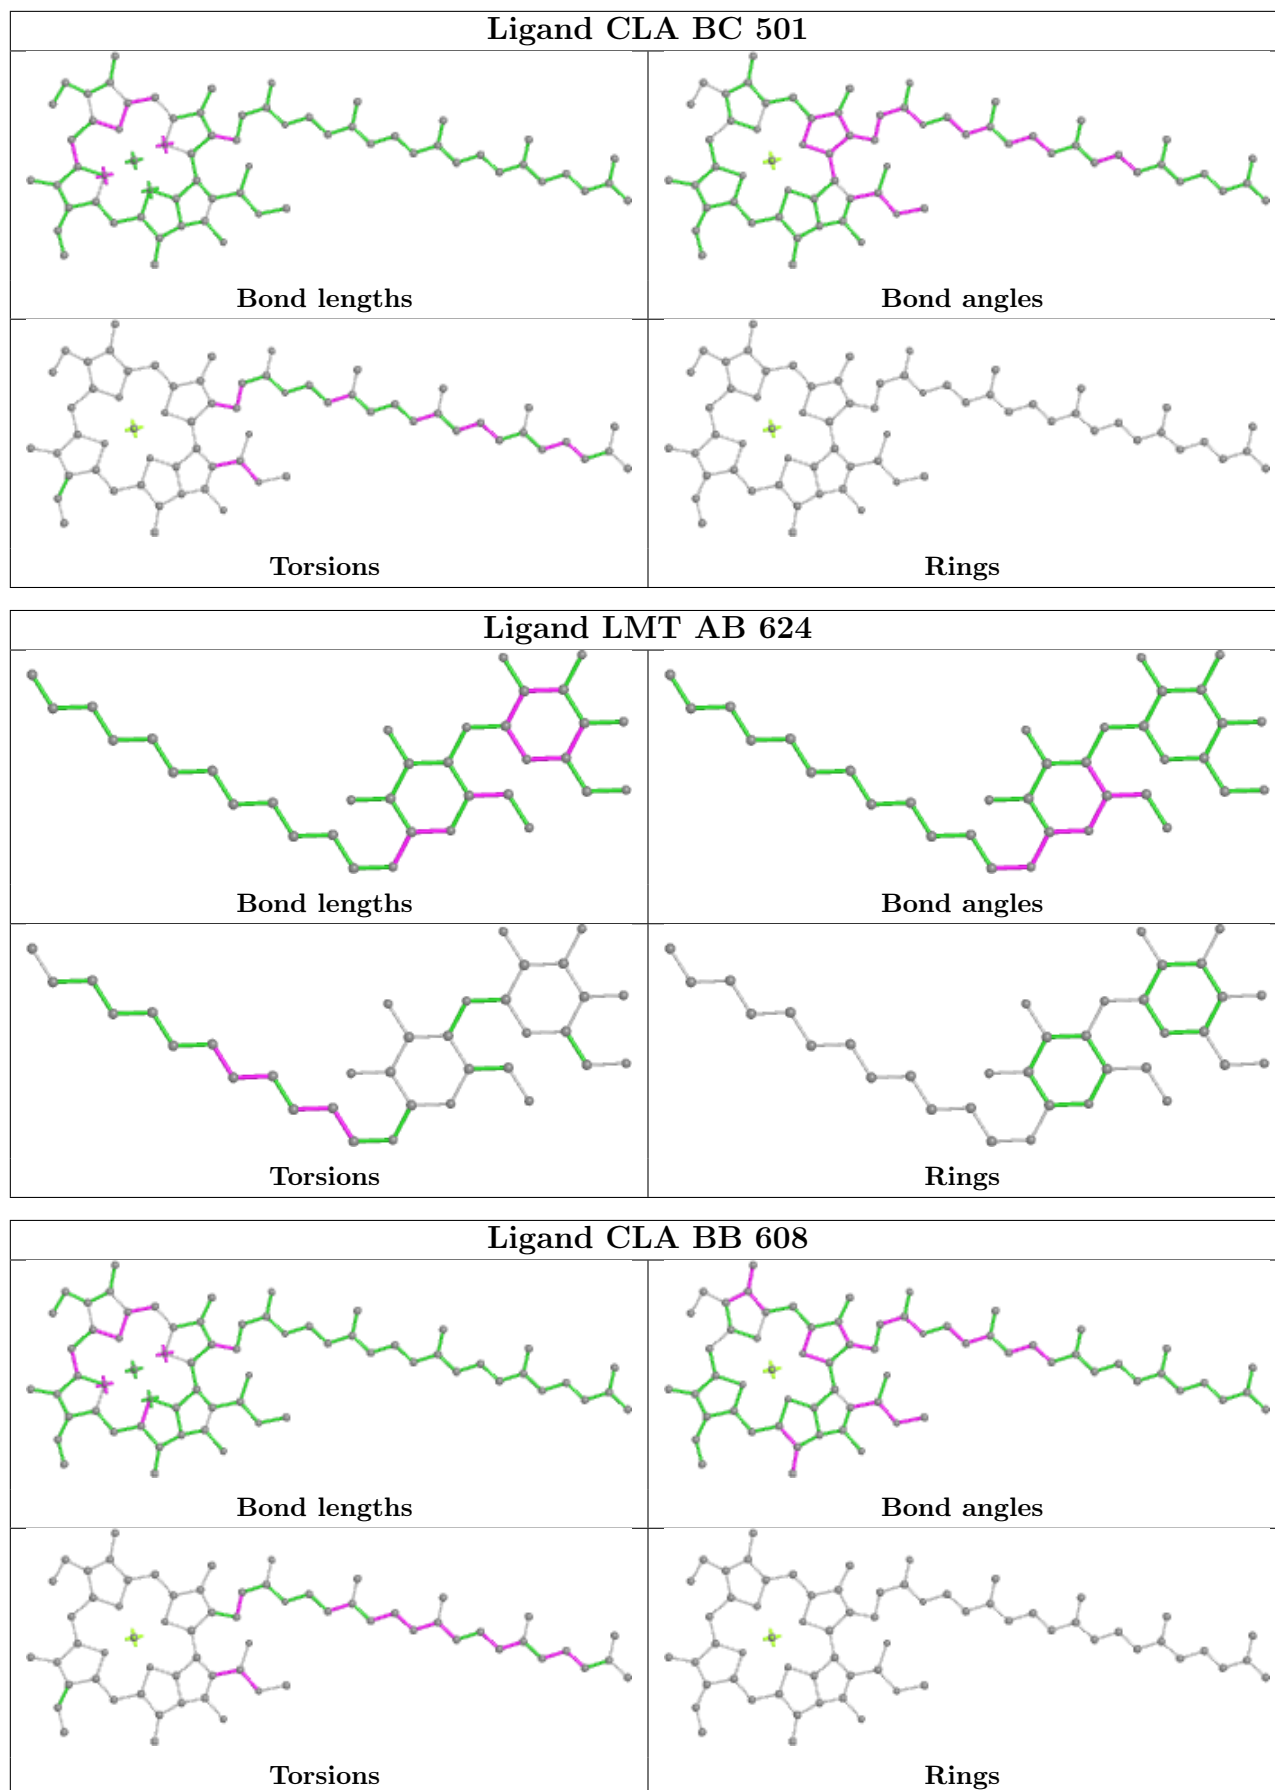 Ligand CLA BC 501
Bond lengths
Bond angles
Torsions
Rings
Ligand LMT AB 624
Bond lengths
Bond angles
Torsions
Rings
Ligand CLA BB 608
Bond lengths
Bond angles
Torsions
Rings